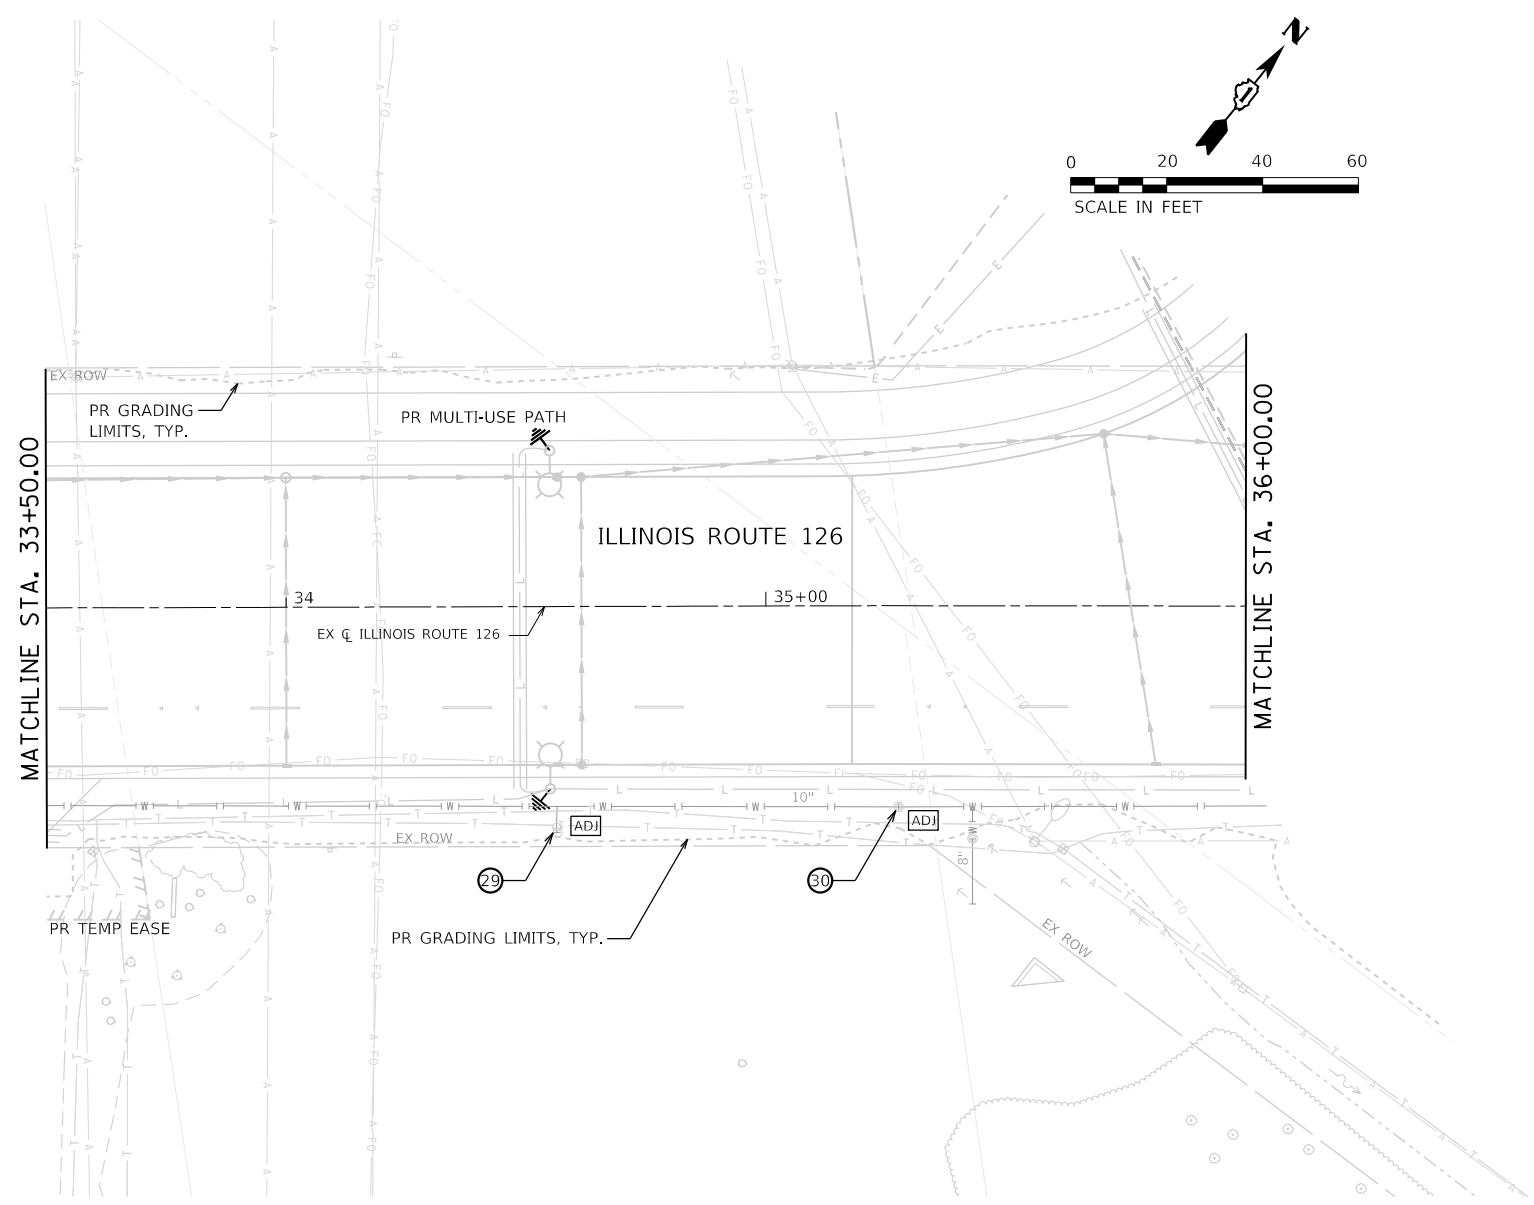 N
0 20 40 60
SCALE IN FEET
EX ROW
PR GRADING
LIMITS, TYP.
PR MULTI-USE PATH
MATCHLINE STA. 33+50.00
MATCHLINE STA. 36+00.00
ILLINOIS ROUTE 126
34
35+00
EX ℄ ILLINOIS ROUTE 126
10"
ADJ
ADJ
EX ROW
8"
29
30
PR TEMP EASE
PR GRADING LIMITS, TYP.
EX ROW